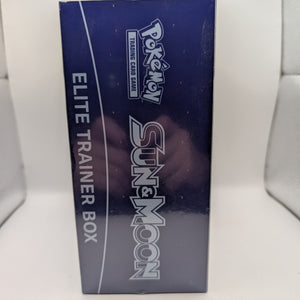 POKéMON
TRADING CARD GAME
SUN & MOON
ELITE TRAINER BOX